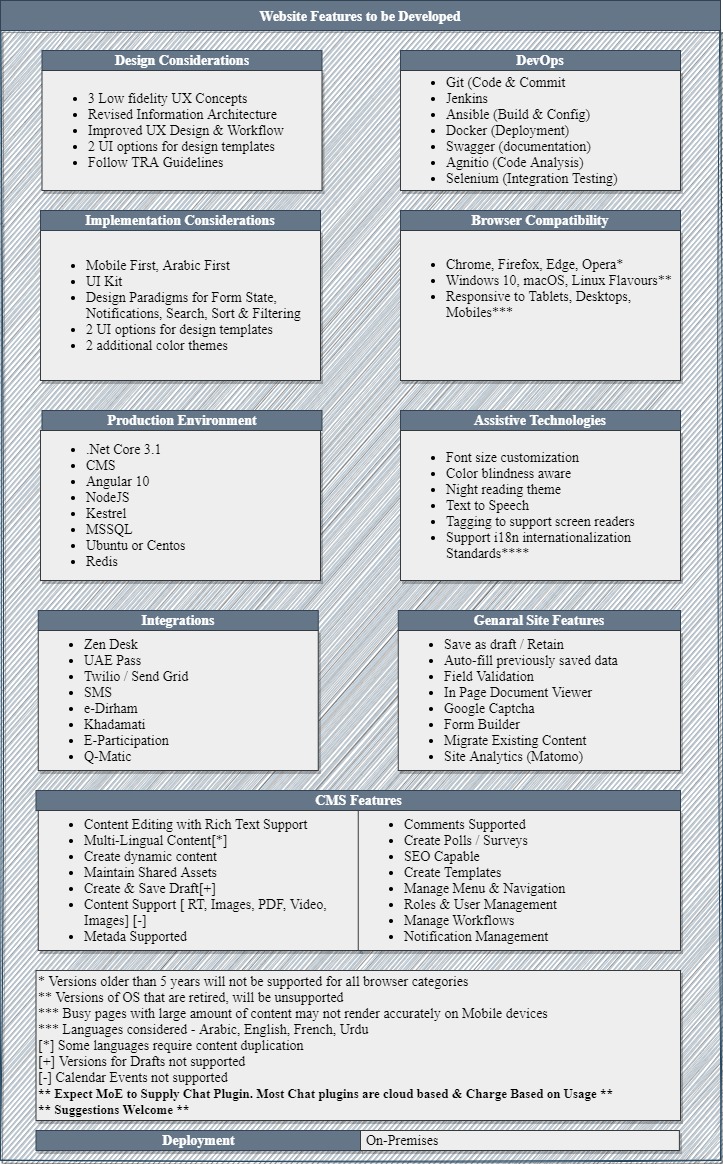 Website Features to be Developed
Design Considerations
3 Low fidelity UX Concepts
Revised Information Architecture
Improved UX Design & Workflow
2 UI options for design templates
Follow TRA Guidelines
DevOps
Git (Code & Commit
Jenkins
Ansible (Build & Config)
Docker (Deployment)
Swagger (documentation)
Agnitio (Code Analysis)
Selenium (Integration Testing)
Implementation Considerations
Mobile First, Arabic First
UI Kit
Design Paradigms for Form State,
Notifications, Search, Sort & Filtering
2 UI options for design templates
2 additional color themes
Browser Compatibility
Chrome, Firefox, Edge, Opera*
Windows 10, macOS, Linux Flavours**
Responsive to Tablets, Desktops,
Mobiles***
Production Environment
.Net Core 3.1
CMS
Angular 10
NodeJS
Kestrel
MSSQL
Ubuntu or Centos
Redis
Assistive Technologies
Font size customization
Color blindness aware
Night reading theme
Text to Speech
Tagging to support screen readers
Support i18n internationalization
Standards****
Integrations
Zen Desk
UAE Pass
Twilio / Send Grid
SMS
e-Dirham
Khadamati
E-Participation
Q-Matic
Genaral Site Features
Save as draft / Retain
Auto-fill previously saved data
Field Validation
In Page Document Viewer
Google Captcha
Form Builder
Migrate Existing Content
Site Analytics (Matomo)
CMS Features
Content Editing with Rich Text Support
Multi-Lingual Content[*]
Create dynamic content
Maintain Shared Assets
Create & Save Draft[+]
Content Support [ RT, Images, PDF, Video,
Images] [-]
Metada Supported
Comments Supported
Create Polls / Surveys
SEO Capable
Create Templates
Manage Menu & Navigation
Roles & User Management
Manage Workflows
Notification Management
* Versions older than 5 years will not be supported for all browser categories
** Versions of OS that are retired, will be unsupported
*** Busy pages with large amount of content may not render accurately on Mobile devices
*** Languages considered - Arabic, English, French, Urdu
[*] Some languages require content duplication
[+] Versions for Drafts not supported
[-] Calendar Events not supported
** Expect MoE to Supply Chat Plugin. Most Chat plugins are cloud based & Charge Based on Usage **
** Suggestions Welcome **
Deployment
On-Premises